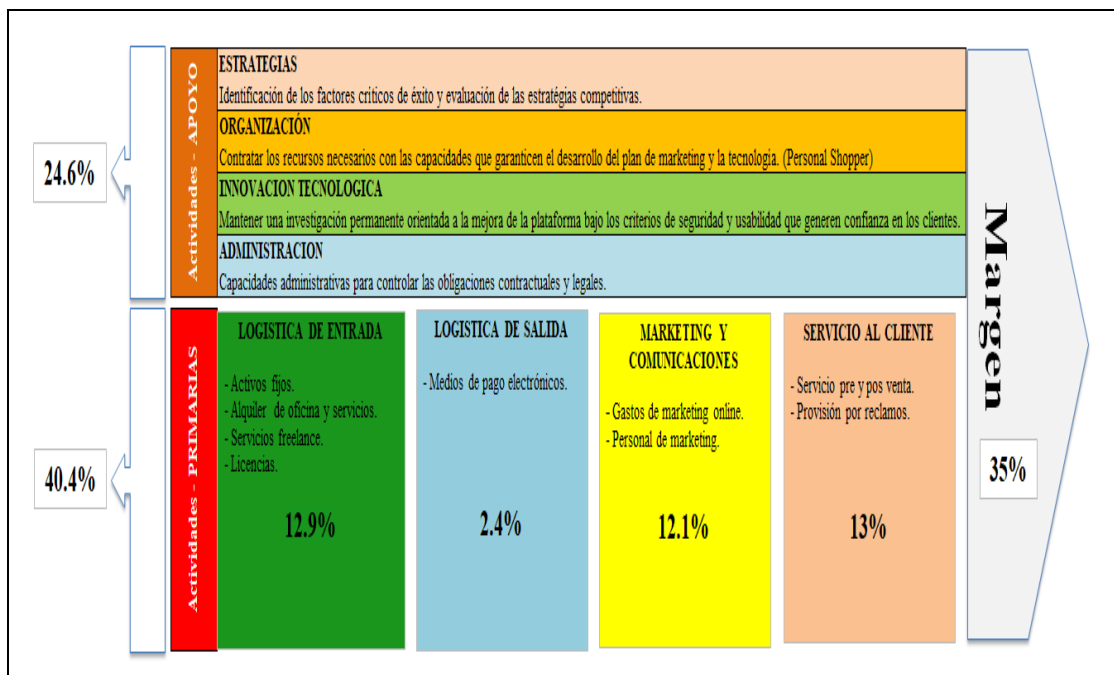 24.6%
Actividades - APOYO
ESTRATEGIAS
Identificación de los factores criticos de éxito y evaluación de las estratégias competitivas.
ORGANIZACIÓN
Contratar los recursos necesarios con las capacidades que garanticen el desarrollo del plan de marketing y la tecnologia. (Personal Shopper)
INNOVACION TECNOLOGICA
Mantener una investigación permanente orientada a la mejora de la plataforma bajo los criterios de seguridad y usabilidad que generen confianza en los clientes.
ADMINISTRACION
Capacidades administrativas para controlar las obligaciones contractuales y legales.
40.4%
Actividades - PRIMARIAS
LOGISTICA DE ENTRADA
- Activos fijos.
- Alquiler de oficina y servicios.
- Servicios freelance.
- Licencias.
12.9%
LOGISTICA DE SALIDA
- Medios de pago electrónicos.
2.4%
MARKETING Y
COMUNICACIONES
- Gastos de marketing online.
- Personal de marketing.
12.1%
SERVICIO AL CLIENTE
- Servicio pre y pos venta.
- Provisión por reclamos.
13%
Margen
35%